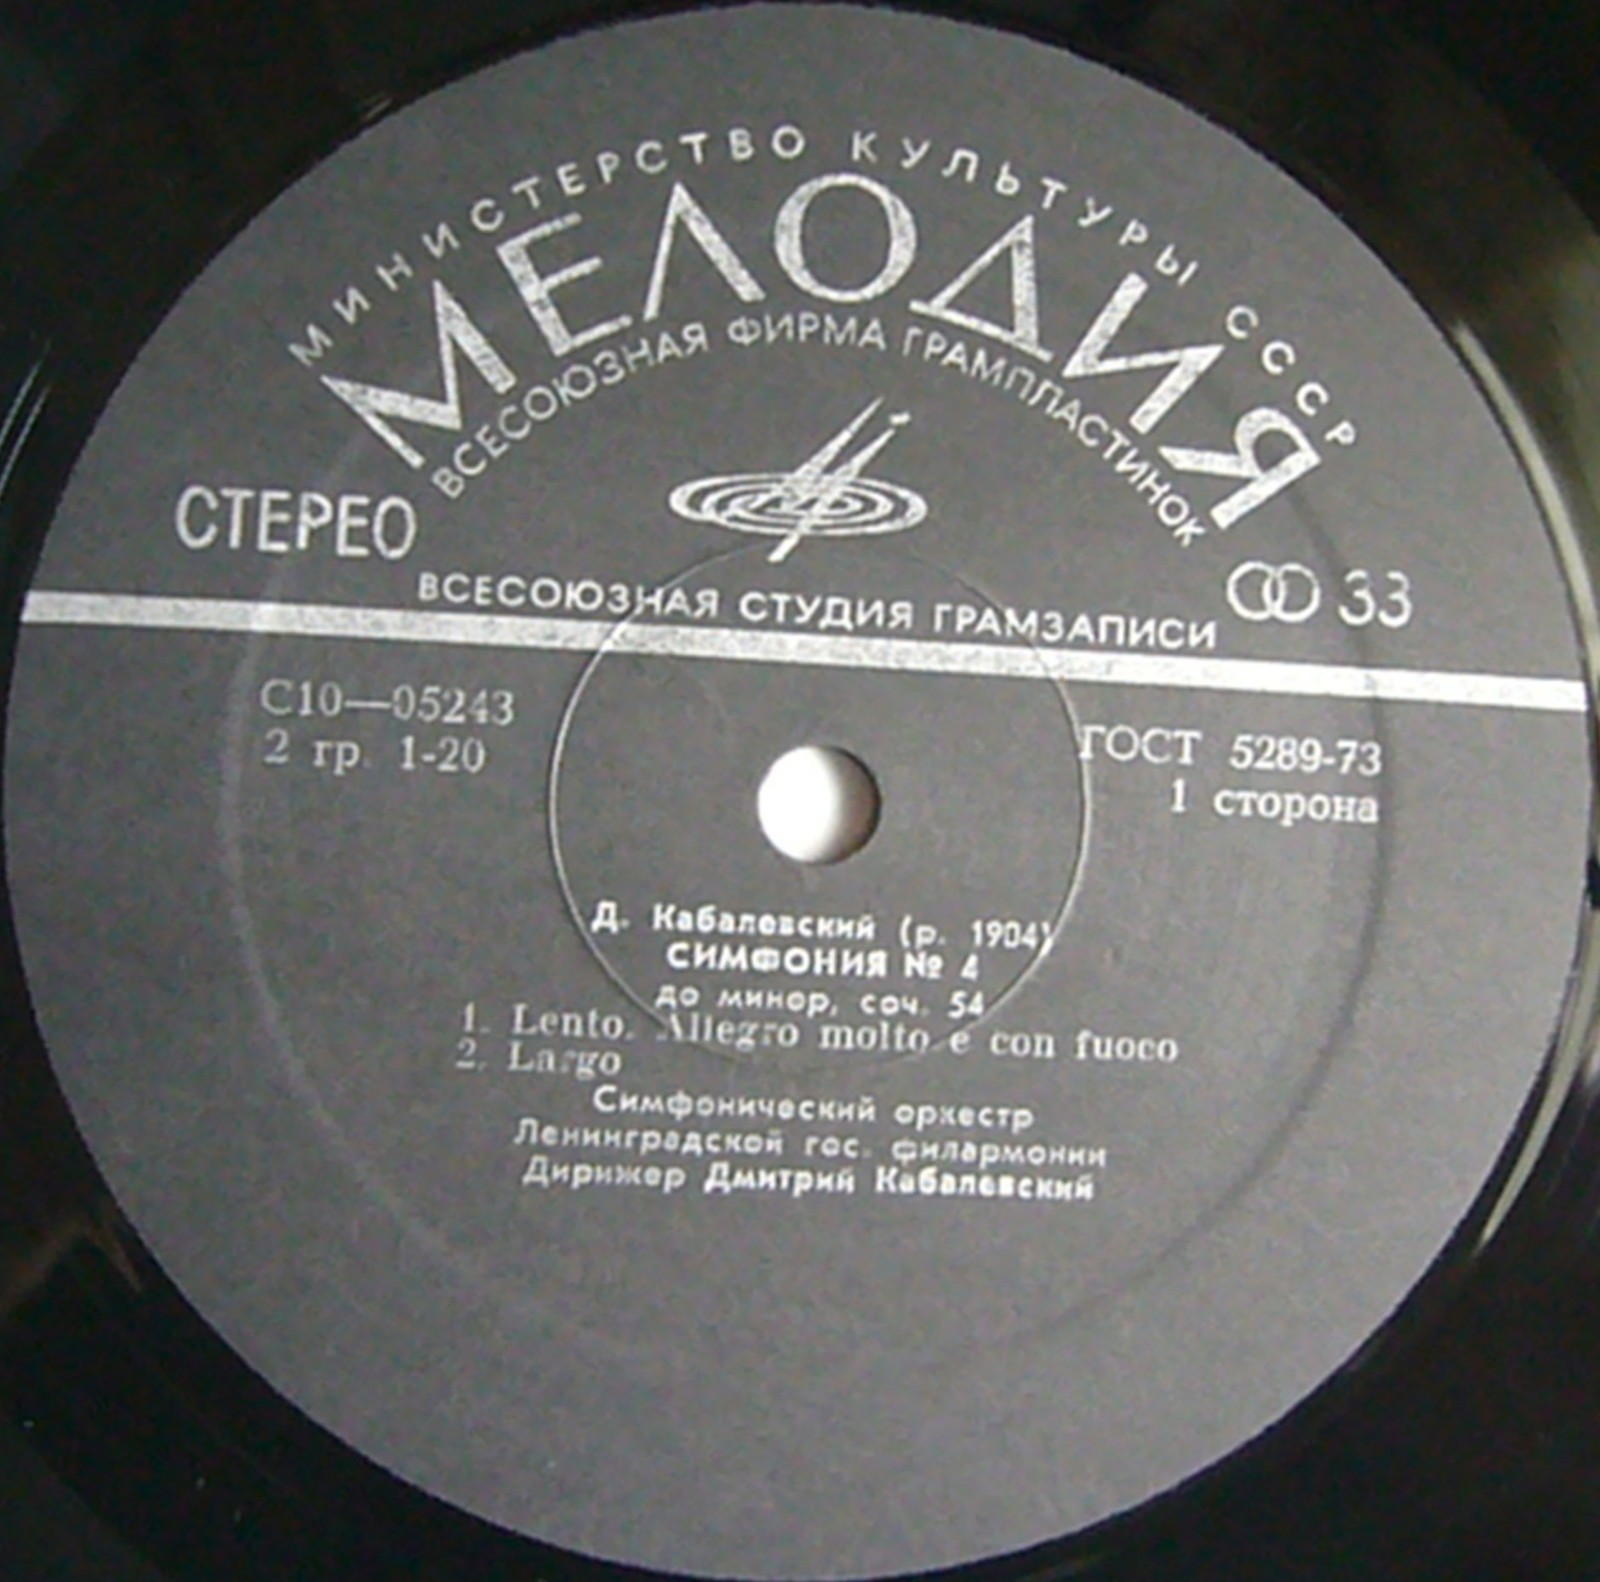 МИНИСТЕРСТВО КУЛЬТУРЫ СССР
МЕЛОДИЯ
ВСЕСОЮЗНАЯ ФИРМА ГРАМПЛАСТИНОК
СТЕРЕО
33
ВСЕСОЮЗНАЯ СТУДИЯ ГРАМЗАПИСИ
С10—05243
2 гр. 1-20
ГОСТ 5289-73
1 сторона
Д. Кабалевский (р. 1904)
СИМФОНИЯ № 4
до минор, соч. 54
1. Lento. Allegro molto e con fuoco
2. Largo
Симфонический оркестр
Ленинградской гос. филармонии
Дирижер Дмитрий Кабалевский